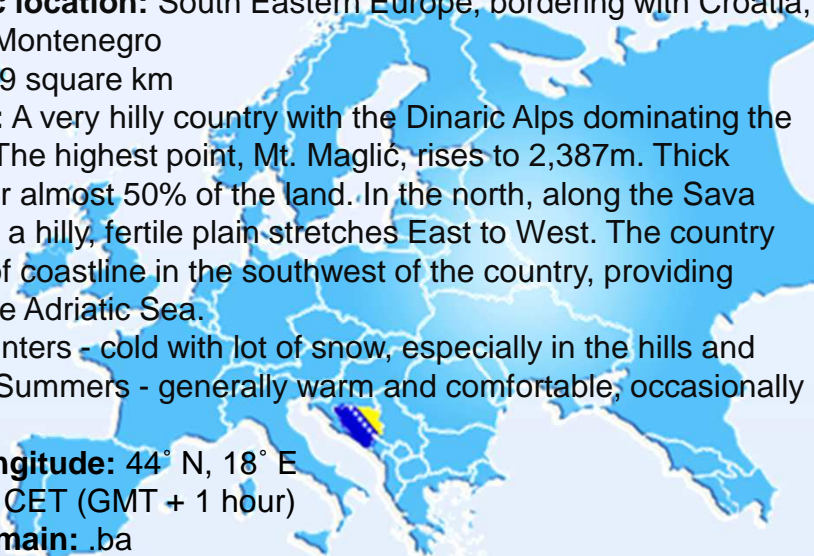 c location: South Eastern Europe, bordering with Croatia,
Montenegro
9 square km
: A very hilly country with the Dinaric Alps dominating the
The highest point, Mt. Maglić, rises to 2,387m. Thick
r almost 50% of the land. In the north, along the Sava
a hilly, fertile plain stretches East to West. The country
of coastline in the southwest of the country, providing
e Adriatic Sea.
nters - cold with lot of snow, especially in the hills and
Summers - generally warm and comfortable, occasionally
ngitude: 44° N, 18° E
CET (GMT + 1 hour)
main: .ba